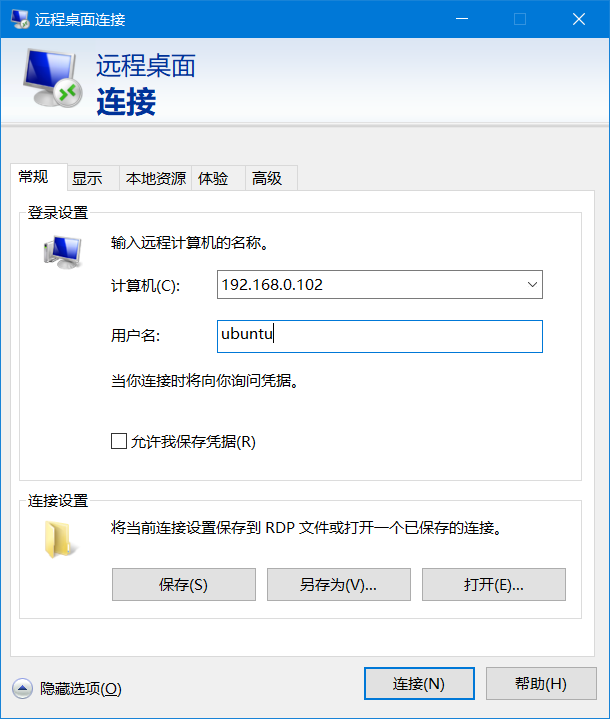 远程桌面连接
远程桌面
连接
常规 显示 本地资源 体验 高级
登录设置
输入远程计算机的名称。
计算机(C): 192.168.0.102
用户名: ubuntu
当你连接时将向你询问凭据。
允许我保存凭据(R)
连接设置
将当前连接设置保存到 RDP 文件或打开一个已保存的连接。
保存(S) 另存为(V)... 打开(E)...
隐藏选项(O) 连接(N) 帮助(H)